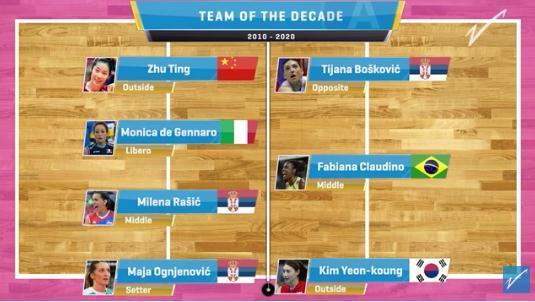 TEAM OF THE DECADE
2010 - 2020
Zhu Ting
Outside
Monica de Gennaro
Libero
Milena Rašić
Middle
Maja Ognjenović
Setter
Tijana Bošković
Opposite
Fabiana Claudino
Middle
Kim Yeon-koung
Outside